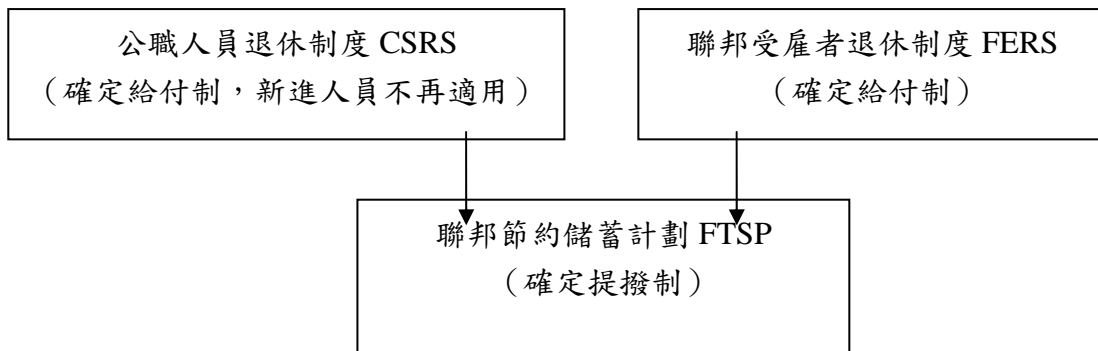 公職人員退休制度 CSRS
（確定給付制，新進人員不再適用）
聯邦受雇者退休制度 FERS
（確定給付制）
聯邦節約儲蓄計劃 FTSP
（確定提撥制）